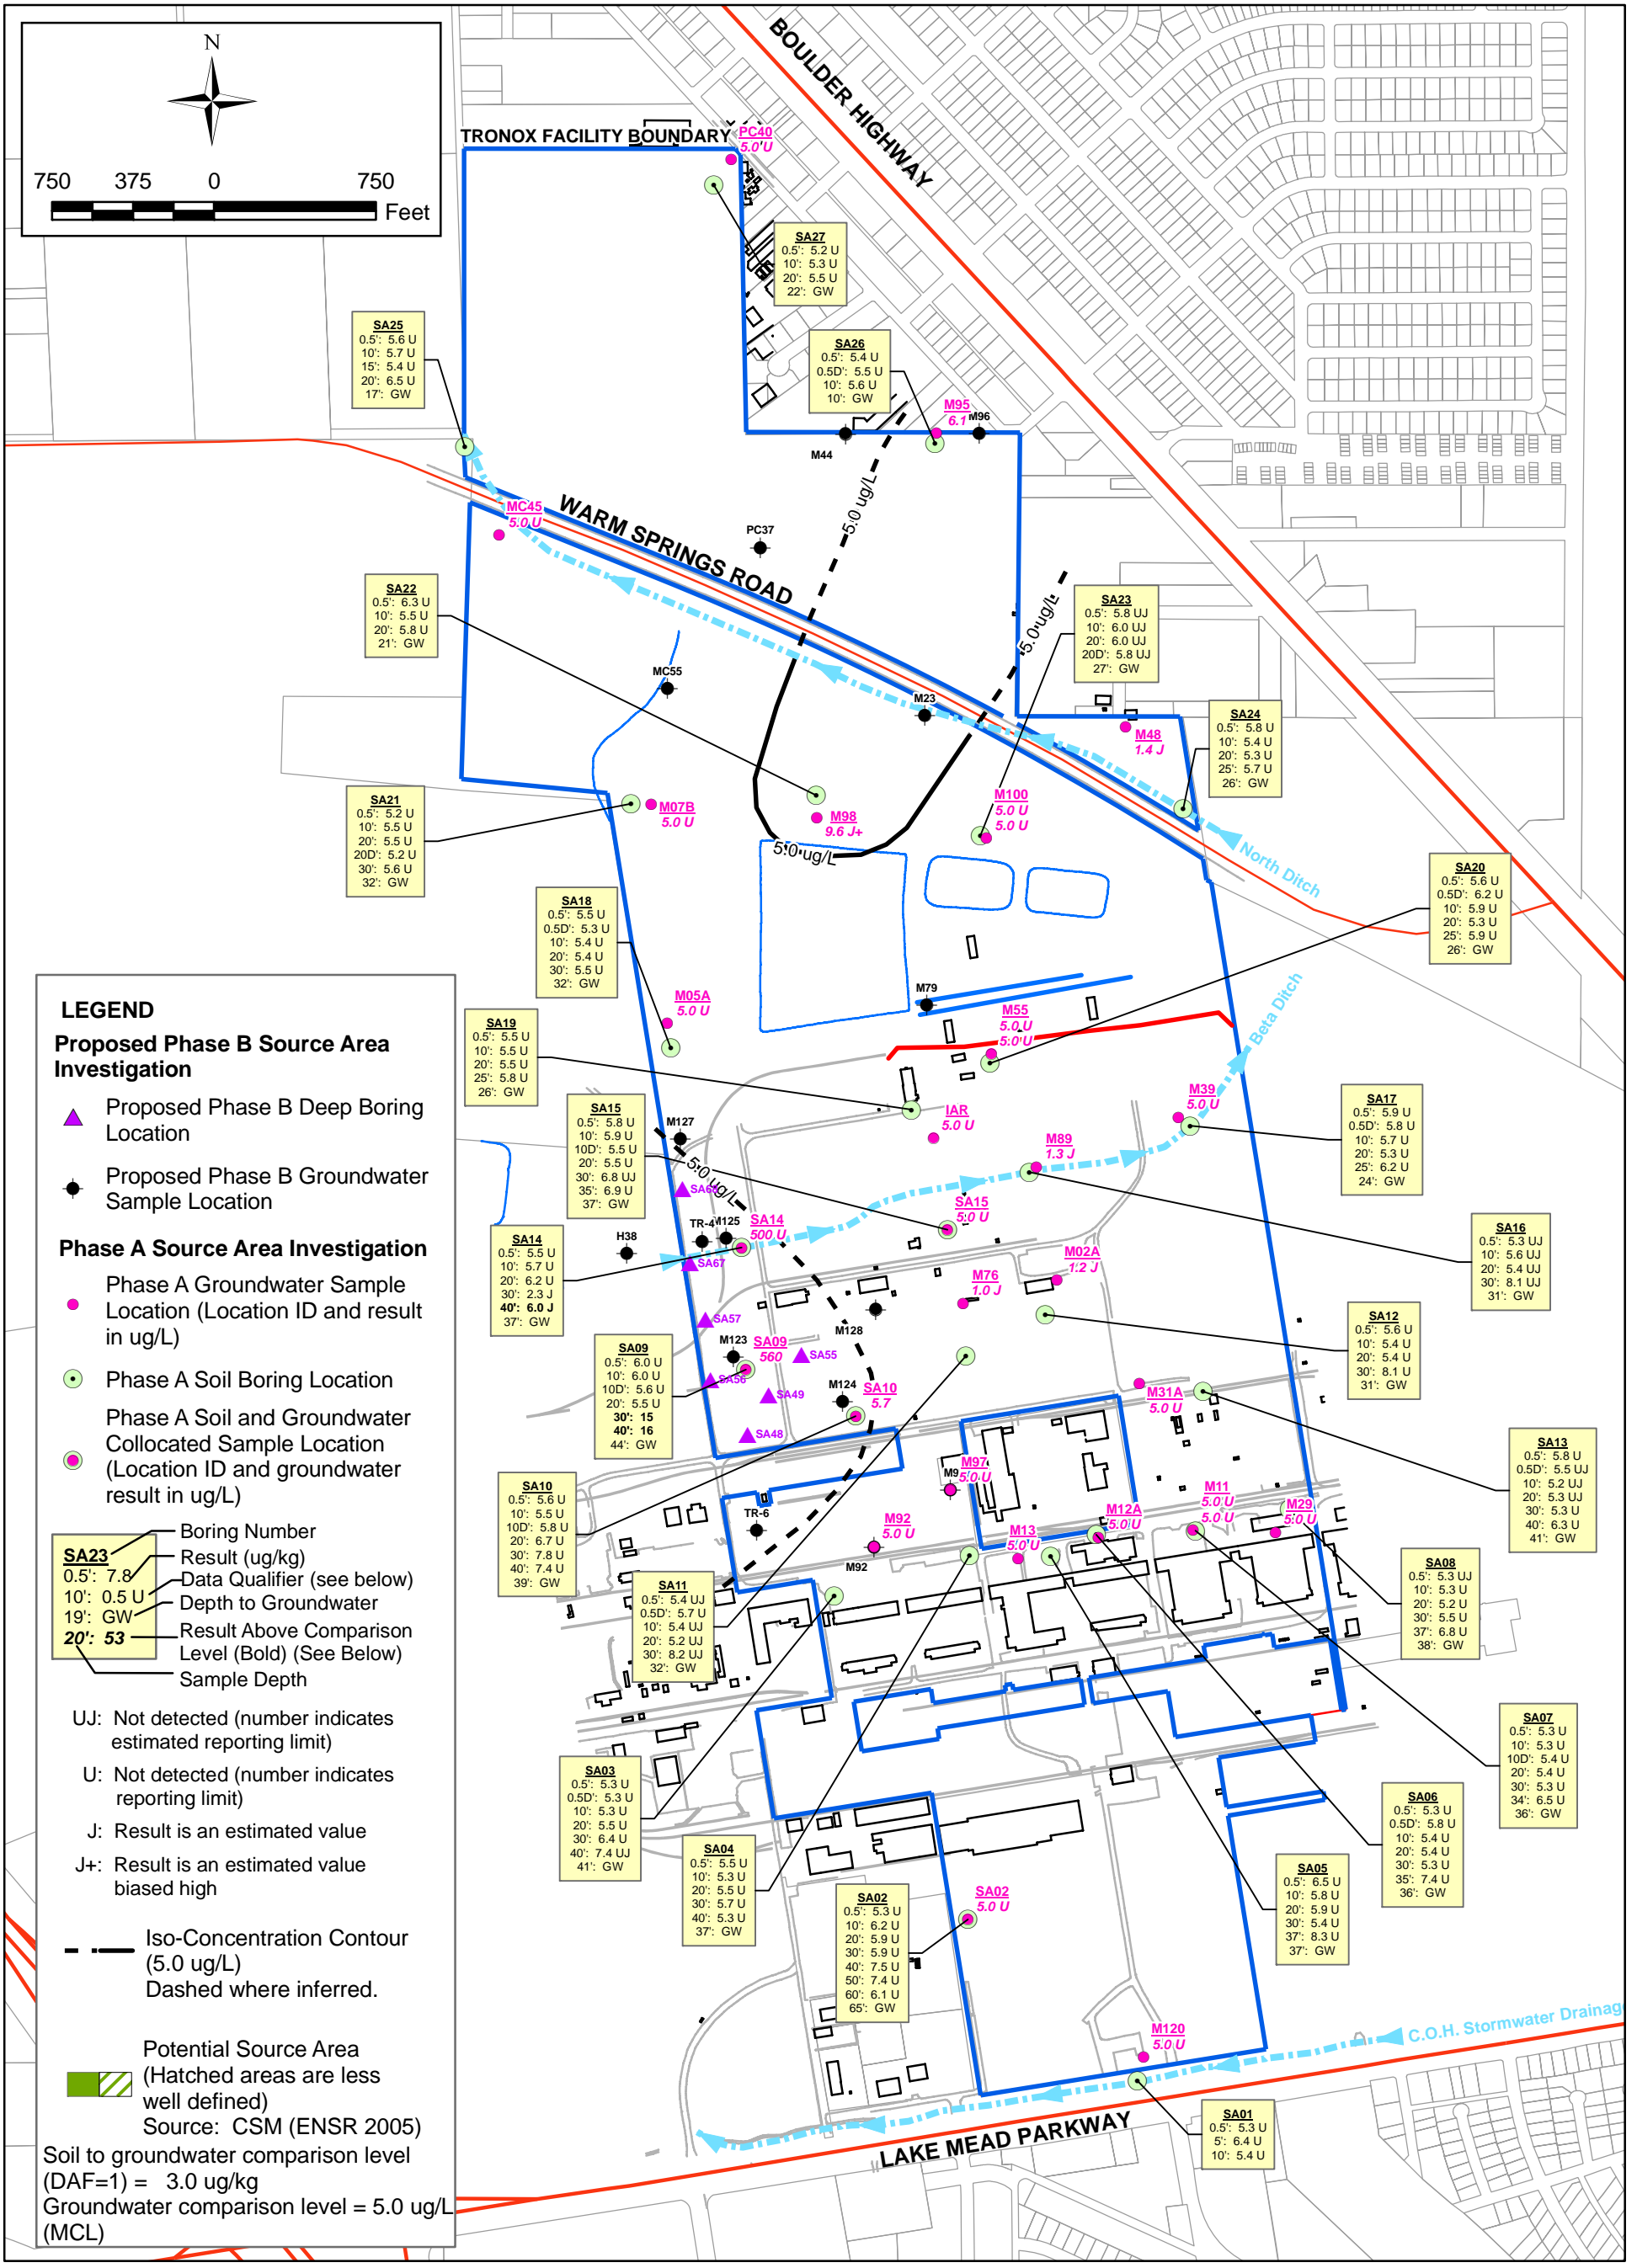 N
750 375 0 750
Feet
TRONOX FACILITY BOUNDARY
BOULDER HIGHWAY
PC40
5.0 U
SA27
0.5': 5.2 U
10': 5.3 U
20': 5.5 U
22': GW
SA25
0.5': 5.6 U
10': 5.7 U
15': 5.4 U
20': 6.5 U
17': GW
SA26
0.5': 5.4 U
0.5D': 5.5 U
10': 5.6 U
10': GW
M95
6.1
M96
M44
5.0 ug/L
MC45
5.0 U
WARM SPRINGS ROAD
PC37
SA22
0.5': 6.3 U
10': 5.5 U
20': 5.8 U
21': GW
5.0 ug/L
SA23
0.5': 5.8 UJ
10': 6.0 UJ
20': 6.0 UJ
20D': 5.8 UJ
27': GW
MC55
M23
M48
1.4 J
SA24
0.5': 5.8 U
10': 5.4 U
20': 5.3 U
25': 5.7 U
26': GW
SA21
0.5': 5.2 U
10': 5.5 U
20': 5.5 U
20D': 5.2 U
30': 5.6 U
32': GW
M07B
5.0 U
M98
9.6 J+
M100
5.0 U
5.0 U
5.0 ug/L
North Ditch
SA20
0.5': 5.6 U
0.5D': 6.2 U
10': 5.9 U
20': 5.3 U
25': 5.9 U
26': GW
SA18
0.5': 5.5 U
0.5D': 5.3 U
10': 5.4 U
20': 5.4 U
30': 5.5 U
32': GW
M05A
5.0 U
M79
M55
5.0 U
5.0 U
Beta Ditch
SA19
0.5': 5.5 U
10': 5.5 U
20': 5.5 U
25': 5.8 U
26': GW
SA15
0.5': 5.8 U
10': 5.9 U
10D': 5.5 U
20': 5.5 U
30': 6.8 UJ
35': 6.9 U
37': GW
M127
IAR
5.0 U
M39
5.0 U
M89
1.3 J
SA17
0.5': 5.9 U
0.5D': 5.8 U
10': 5.7 U
20': 5.3 U
25': 6.2 U
24': GW
5.0 ug/L
SA14
0.5': 5.5 U
10': 5.7 U
20': 6.2 U
30': 2.3 J
40': 6.0 J
37': GW
H38
TR-4
M125
SA14
500 U
SA67
SA15
5.0 U
M02A
1.2 J
M76
1.0 J
SA16
0.5': 5.3 UJ
10': 5.6 UJ
20': 5.4 UJ
30': 8.1 UJ
31': GW
SA12
0.5': 5.6 U
10': 5.4 U
20': 5.4 U
30': 8.1 U
31': GW
SA57
M128
M123
SA09
560
SA55
SA56
SA49
M124
SA10
5.7
SA48
SA09
0.5': 6.0 U
10': 6.0 U
10D': 5.6 U
20': 5.5 U
30': 15
40': 16
44': GW
M31A
5.0 U
SA13
0.5': 5.8 U
0.5D': 5.5 UJ
10': 5.2 UJ
20': 5.3 UJ
30': 5.3 U
40': 6.3 U
41': GW
SA10
0.5': 5.6 U
10': 5.5 U
10D': 5.8 U
20': 6.7 U
30': 7.8 U
40': 7.4 U
39': GW
M97
5.0 U
TR-6
M92
5.0 U
M92
M13
5.0 U
M12A
5.0 U
M11
5.0 U
M29
5.0 U
SA08
0.5': 5.3 UJ
10': 5.3 U
20': 5.2 U
30': 5.5 U
37': 6.8 U
38': GW
SA11
0.5': 5.4 UJ
0.5D': 5.7 U
10': 5.4 UJ
20': 5.2 UJ
30': 8.2 UJ
32': GW
SA07
0.5': 5.3 U
10': 5.3 U
10D': 5.4 U
20': 5.4 U
30': 5.3 U
34': 6.5 U
36': GW
SA03
0.5': 5.3 U
0.5D': 5.3 U
10': 5.3 U
20': 5.5 U
30': 6.4 U
40': 7.4 UJ
41': GW
SA06
0.5': 5.3 U
0.5D': 5.8 U
10': 5.4 U
20': 5.4 U
30': 5.3 U
35': 7.4 U
36': GW
SA04
0.5': 5.5 U
10': 5.3 U
20': 5.5 U
30': 5.7 U
40': 5.3 U
37': GW
SA05
0.5': 6.5 U
10': 5.8 U
20': 5.9 U
30': 5.4 U
37': 8.3 U
37': GW
SA02
0.5': 5.3 U
10': 6.2 U
20': 5.9 U
30': 5.9 U
40': 7.5 U
50': 7.4 U
60': 6.1 U
65': GW
SA02
5.0 U
M120
5.0 U
C.O.H. Stormwater Drainag
LAKE MEAD PARKWAY
SA01
0.5': 5.3 U
5': 6.4 U
10': 5.4 U
LEGEND
Proposed Phase B Source Area
Investigation
Proposed Phase B Deep Boring
Location
Proposed Phase B Groundwater
Sample Location
Phase A Source Area Investigation
Phase A Groundwater Sample
Location (Location ID and result
in ug/L)
Phase A Soil Boring Location
Phase A Soil and Groundwater
Collocated Sample Location
(Location ID and groundwater
result in ug/L)
SA23
0.5': 7.8
10': 0.5 U
19': GW
20': 53
Boring Number
Result (ug/kg)
Data Qualifier (see below)
Depth to Groundwater
Result Above Comparison
Level (Bold) (See Below)
Sample Depth
UJ: Not detected (number indicates
estimated reporting limit)
U: Not detected (number indicates
reporting limit)
J: Result is an estimated value
J+: Result is an estimated value
biased high
Iso-Concentration Contour
(5.0 ug/L)
Dashed where inferred.
Potential Source Area
(Hatched areas are less
well defined)
Source: CSM (ENSR 2005)
Soil to groundwater comparison level
(DAF=1) = 3.0 ug/kg
Groundwater comparison level = 5.0 ug/L
(MCL)